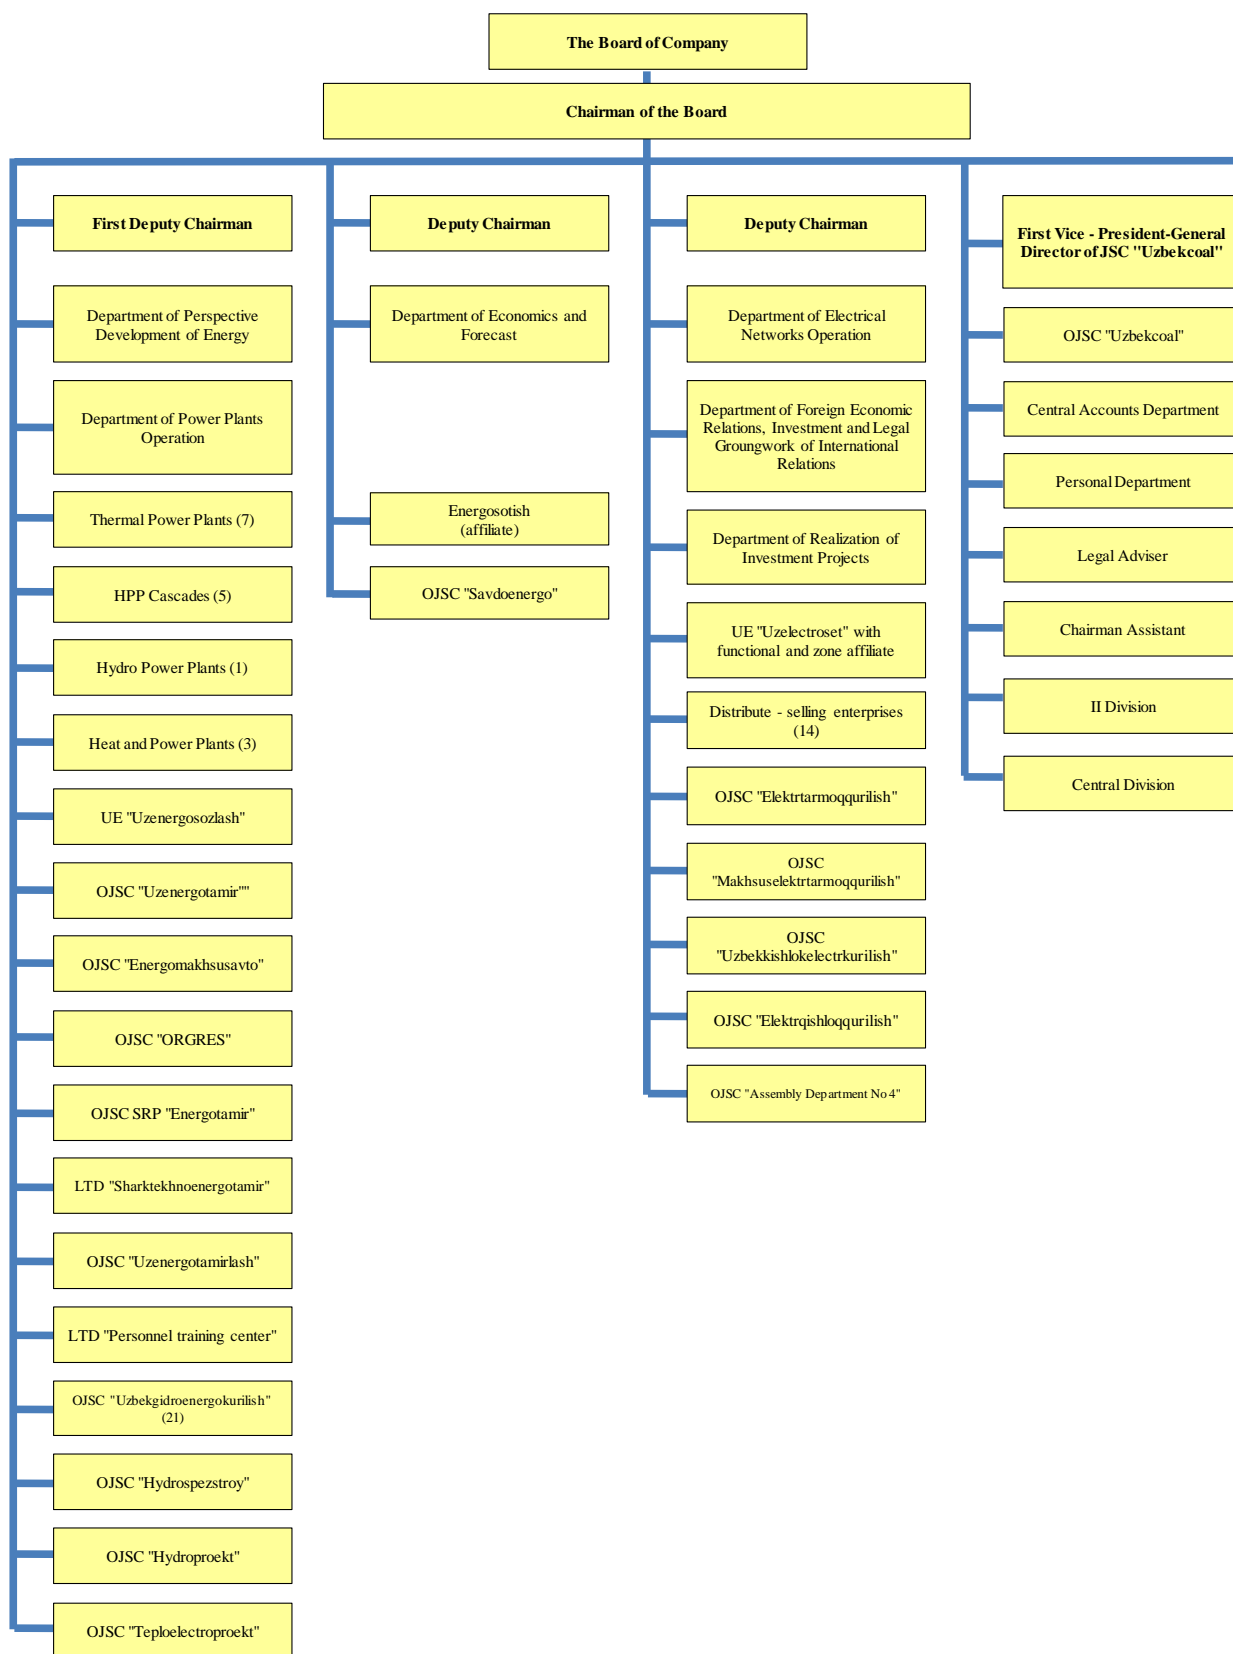 The Board of Company
Chairman of the Board
First Deputy Chairman
Department of Perspective
Development of Energy
Department of Power Plants
Operation
Thermal Power Plants (7)
HPP Cascades (5)
Hydro Power Plants (1)
Heat and Power Plants (3)
UE "Uzenergosozlash"
OJSC "Uzenergotamir""
OJSC "Energomakhsusavto"
OJSC "ORGRES"
OJSC SRP "Energotamir"
LTD "Sharktekhnoenergotamir"
OJSC "Uzenergotamirlash"
LTD "Personnel training center"
OJSC "Uzbekgidroenergokurilish"
(21)
OJSC "Hydrospezstroy"
OJSC "Hydroproekt"
OJSC "Teploelectroproekt"
Deputy Chairman
Department of Economics and
Forecast
Energosotish
(affiliate)
OJSC "Savdoenergo"
Deputy Chairman
Department of Electrical
Networks Operation
Department of Foreign Economic
Relations, Investment and Legal
Groungwork of International
Relations
Department of Realization of
Investment Projects
UE "Uzelectroset" with
functional and zone affiliate
Distribute - selling enterprises
(14)
OJSC "Elektrtarmoqqurilish"
OJSC
"Makhsuselektrtarmoqqurilish"
OJSC
"Uzbekkishlokelectrkurilish"
OJSC "Elektrqishloqqurilish"
OJSC "Assembly Department No 4"
First Vice - President-General
Director of JSC "Uzbekcoal"
OJSC "Uzbekcoal"
Central Accounts Department
Personal Department
Legal Adviser
Chairman Assistant
II Division
Central Division